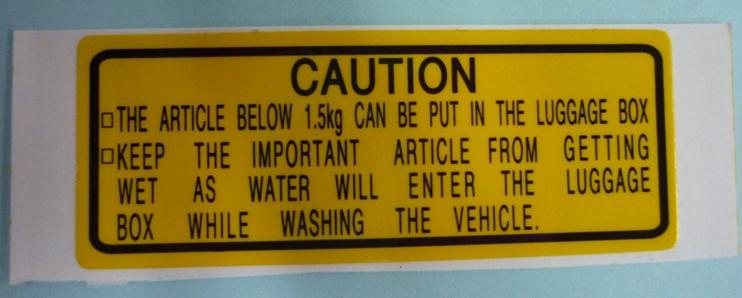 CAUTION
□THE ARTICLE BELOW 1.5kg CAN BE PUT IN THE LUGGAGE BOX
□KEEP THE IMPORTANT ARTICLE FROM GETTING
WET AS WATER WILL ENTER THE LUGGAGE
BOX WHILE WASHING THE VEHICLE.